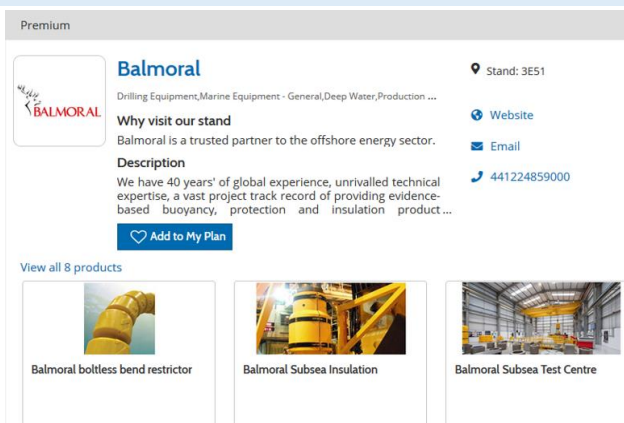 Premium
BALMORAL
Balmoral
Drilling Equipment,Marine Equipment - General,Deep Water,Production ...
Why visit our stand
Balmoral is a trusted partner to the offshore energy sector.
Description
We have 40 years' of global experience, unrivalled technical
expertise, a vast project track record of providing evidence-
based buoyancy, protection and insulation product ...
Add to My Plan
Stand: 3E51
Website
Email
441224859000
View all 8 products
Balmoral boltless bend restrictor
Balmoral Subsea Insulation
Balmoral Subsea Test Centre